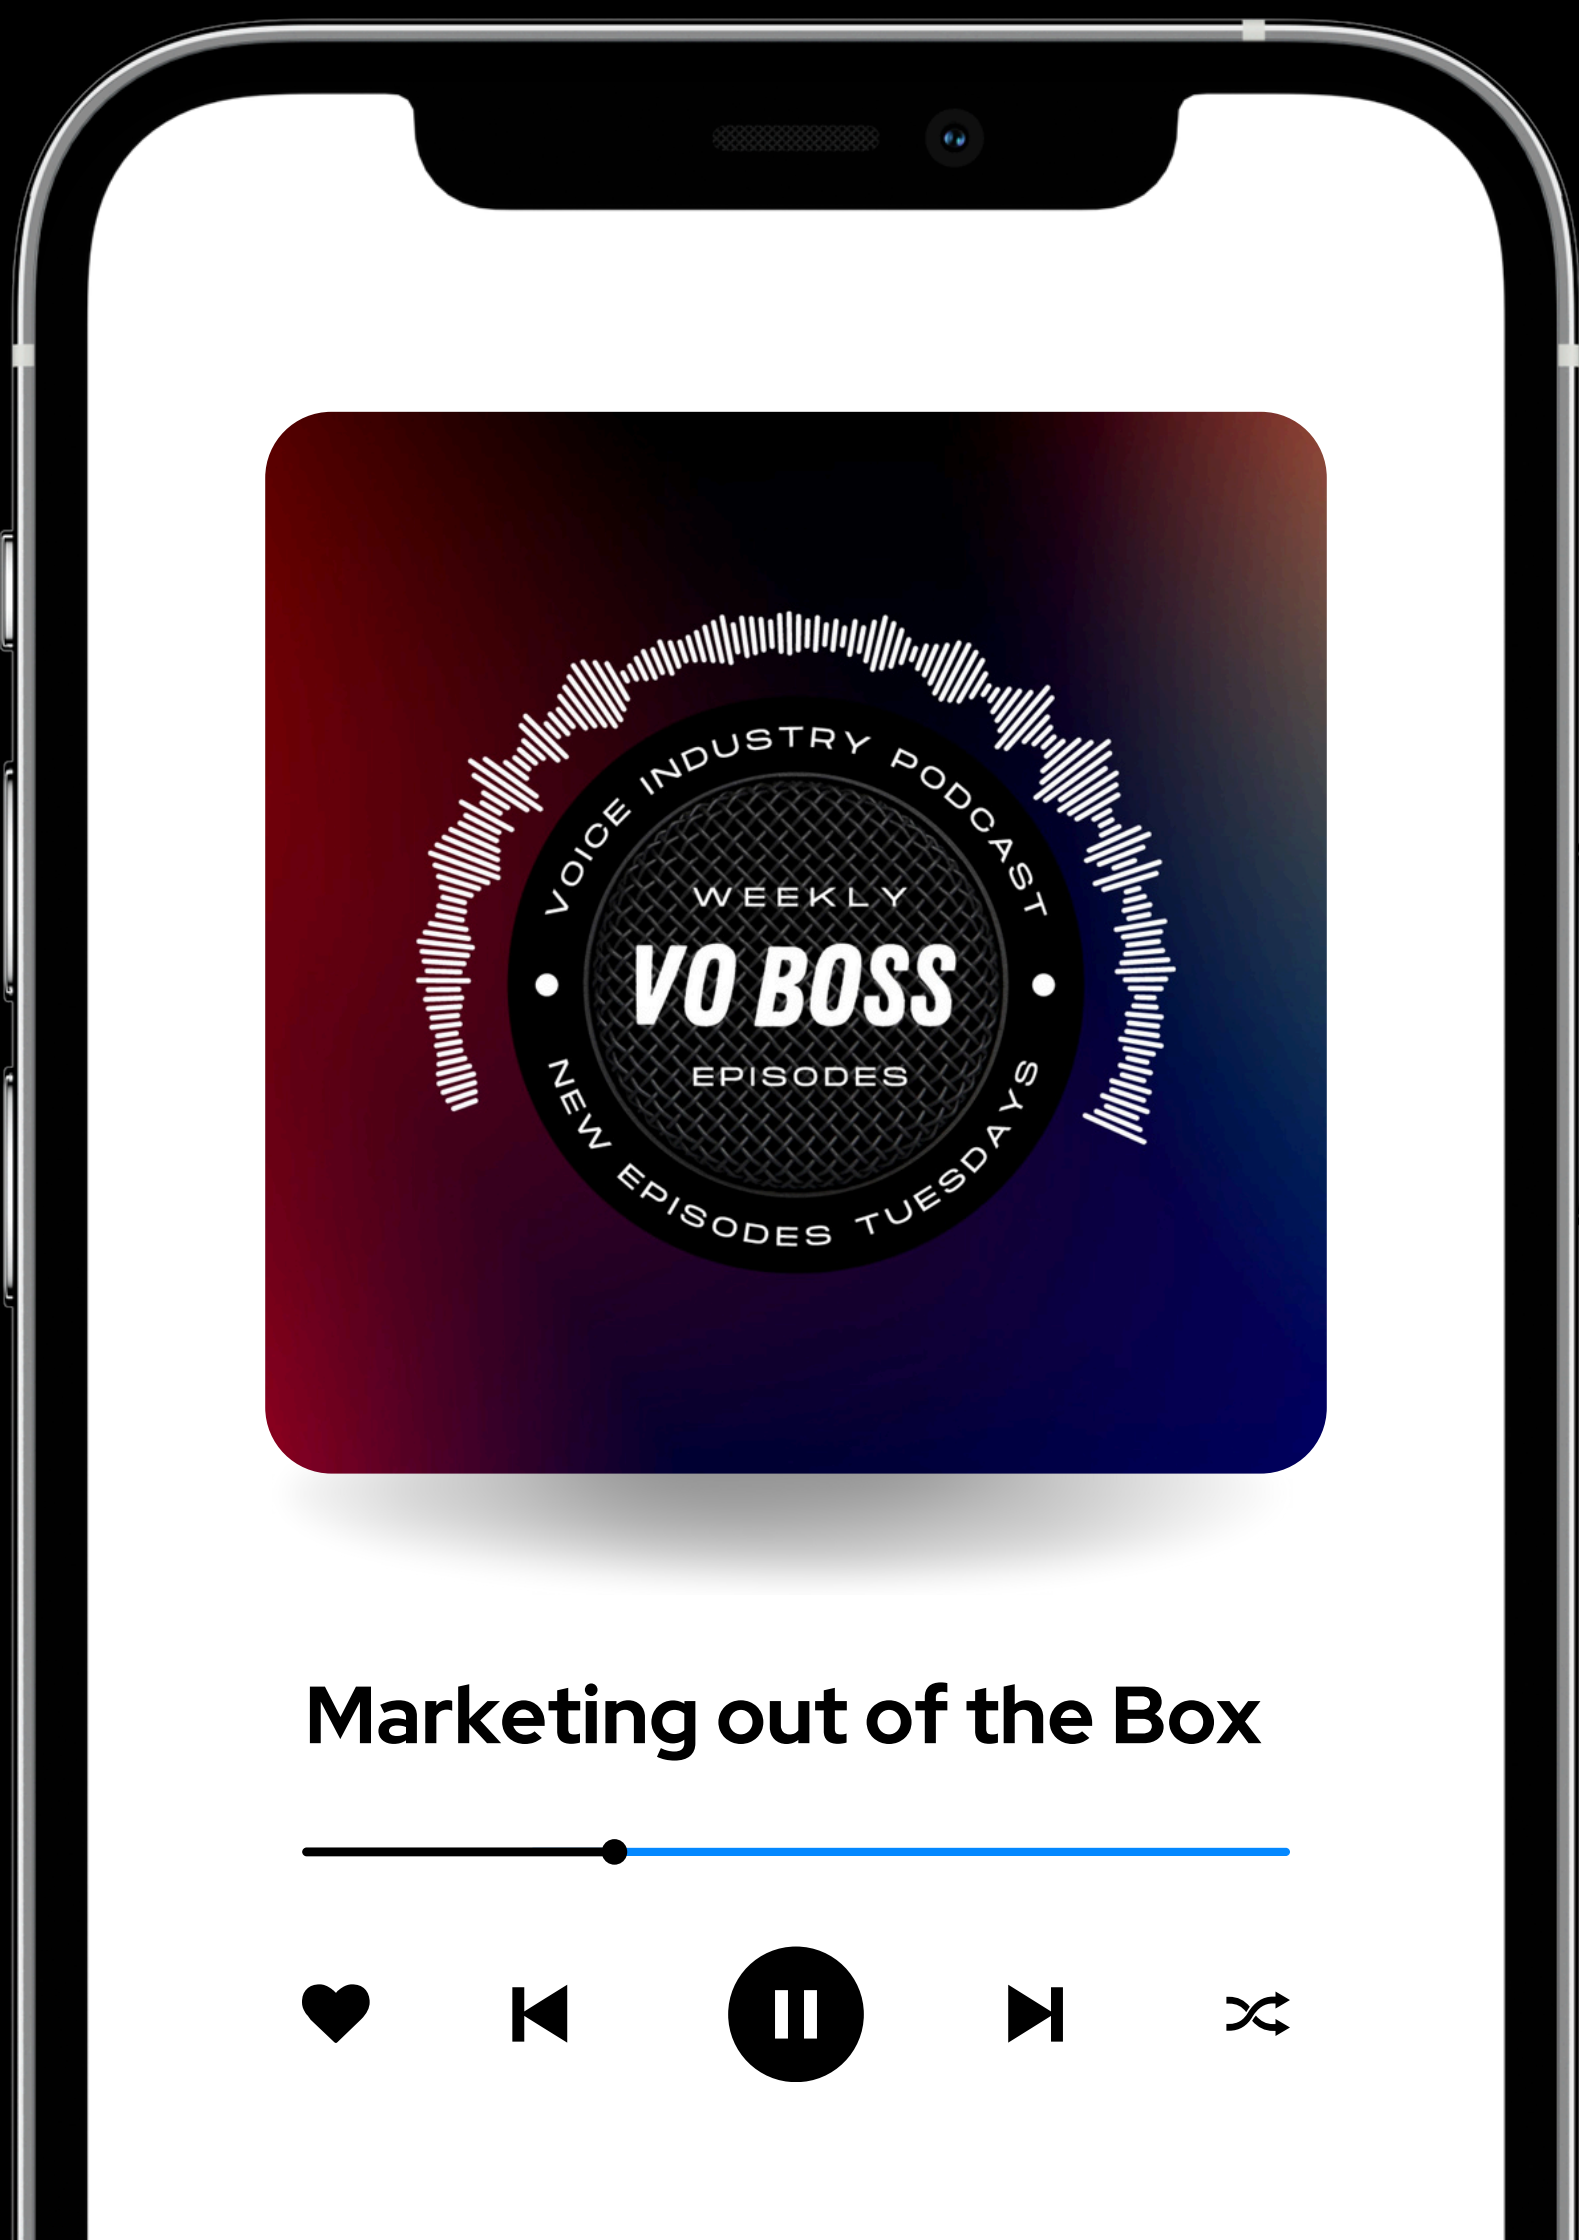 VOICE INDUSTRY PODCAST
WEEKLY
VO BOSS
EPISODES
NEW EPISODES TUESDAYS
Marketing out of the Box